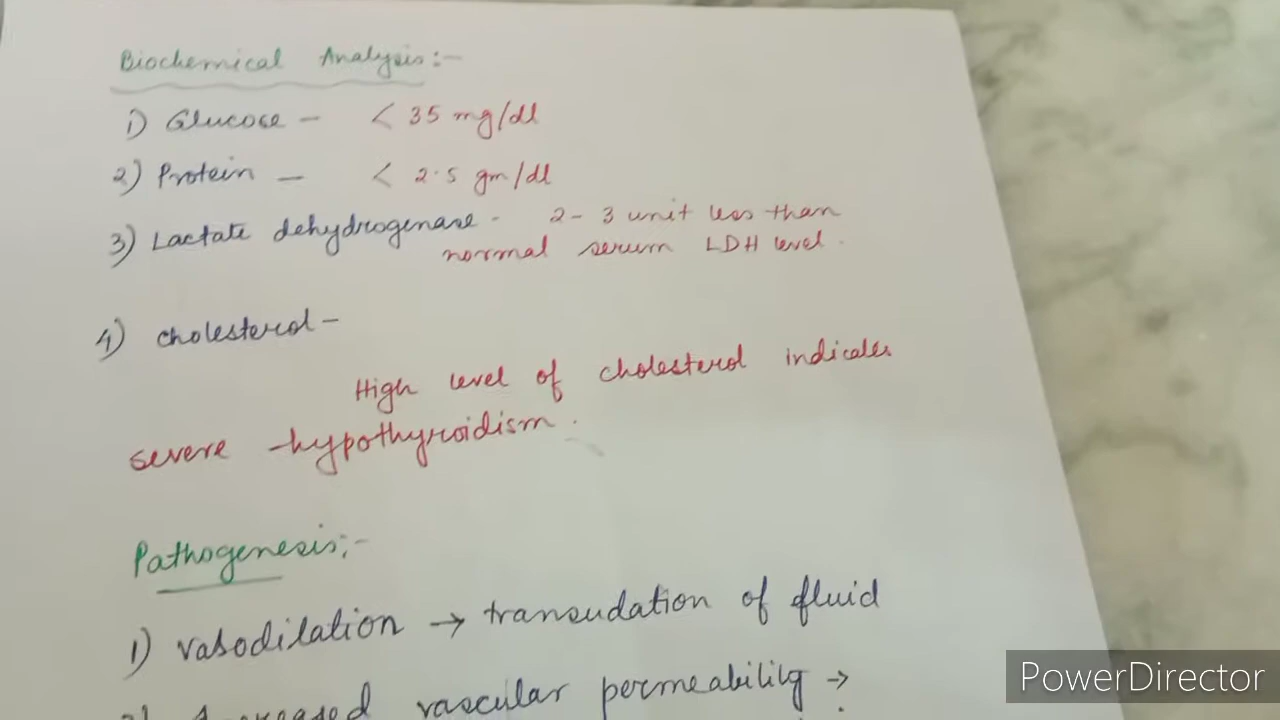 Biochemical Analysis:-
1) Glucose - < 35 mg/dl
2) Protein - < 2.5 gm/dl
3) Lactate dehydrogenase - 2-3 unit less than
normal serum LDH level.
4) cholesterol -
High level of cholesterol indicates
severe hypothyroidism.
Pathogenesis:-
1) vasodilation → transudation of fluid
vascular permeability →
PowerDirector